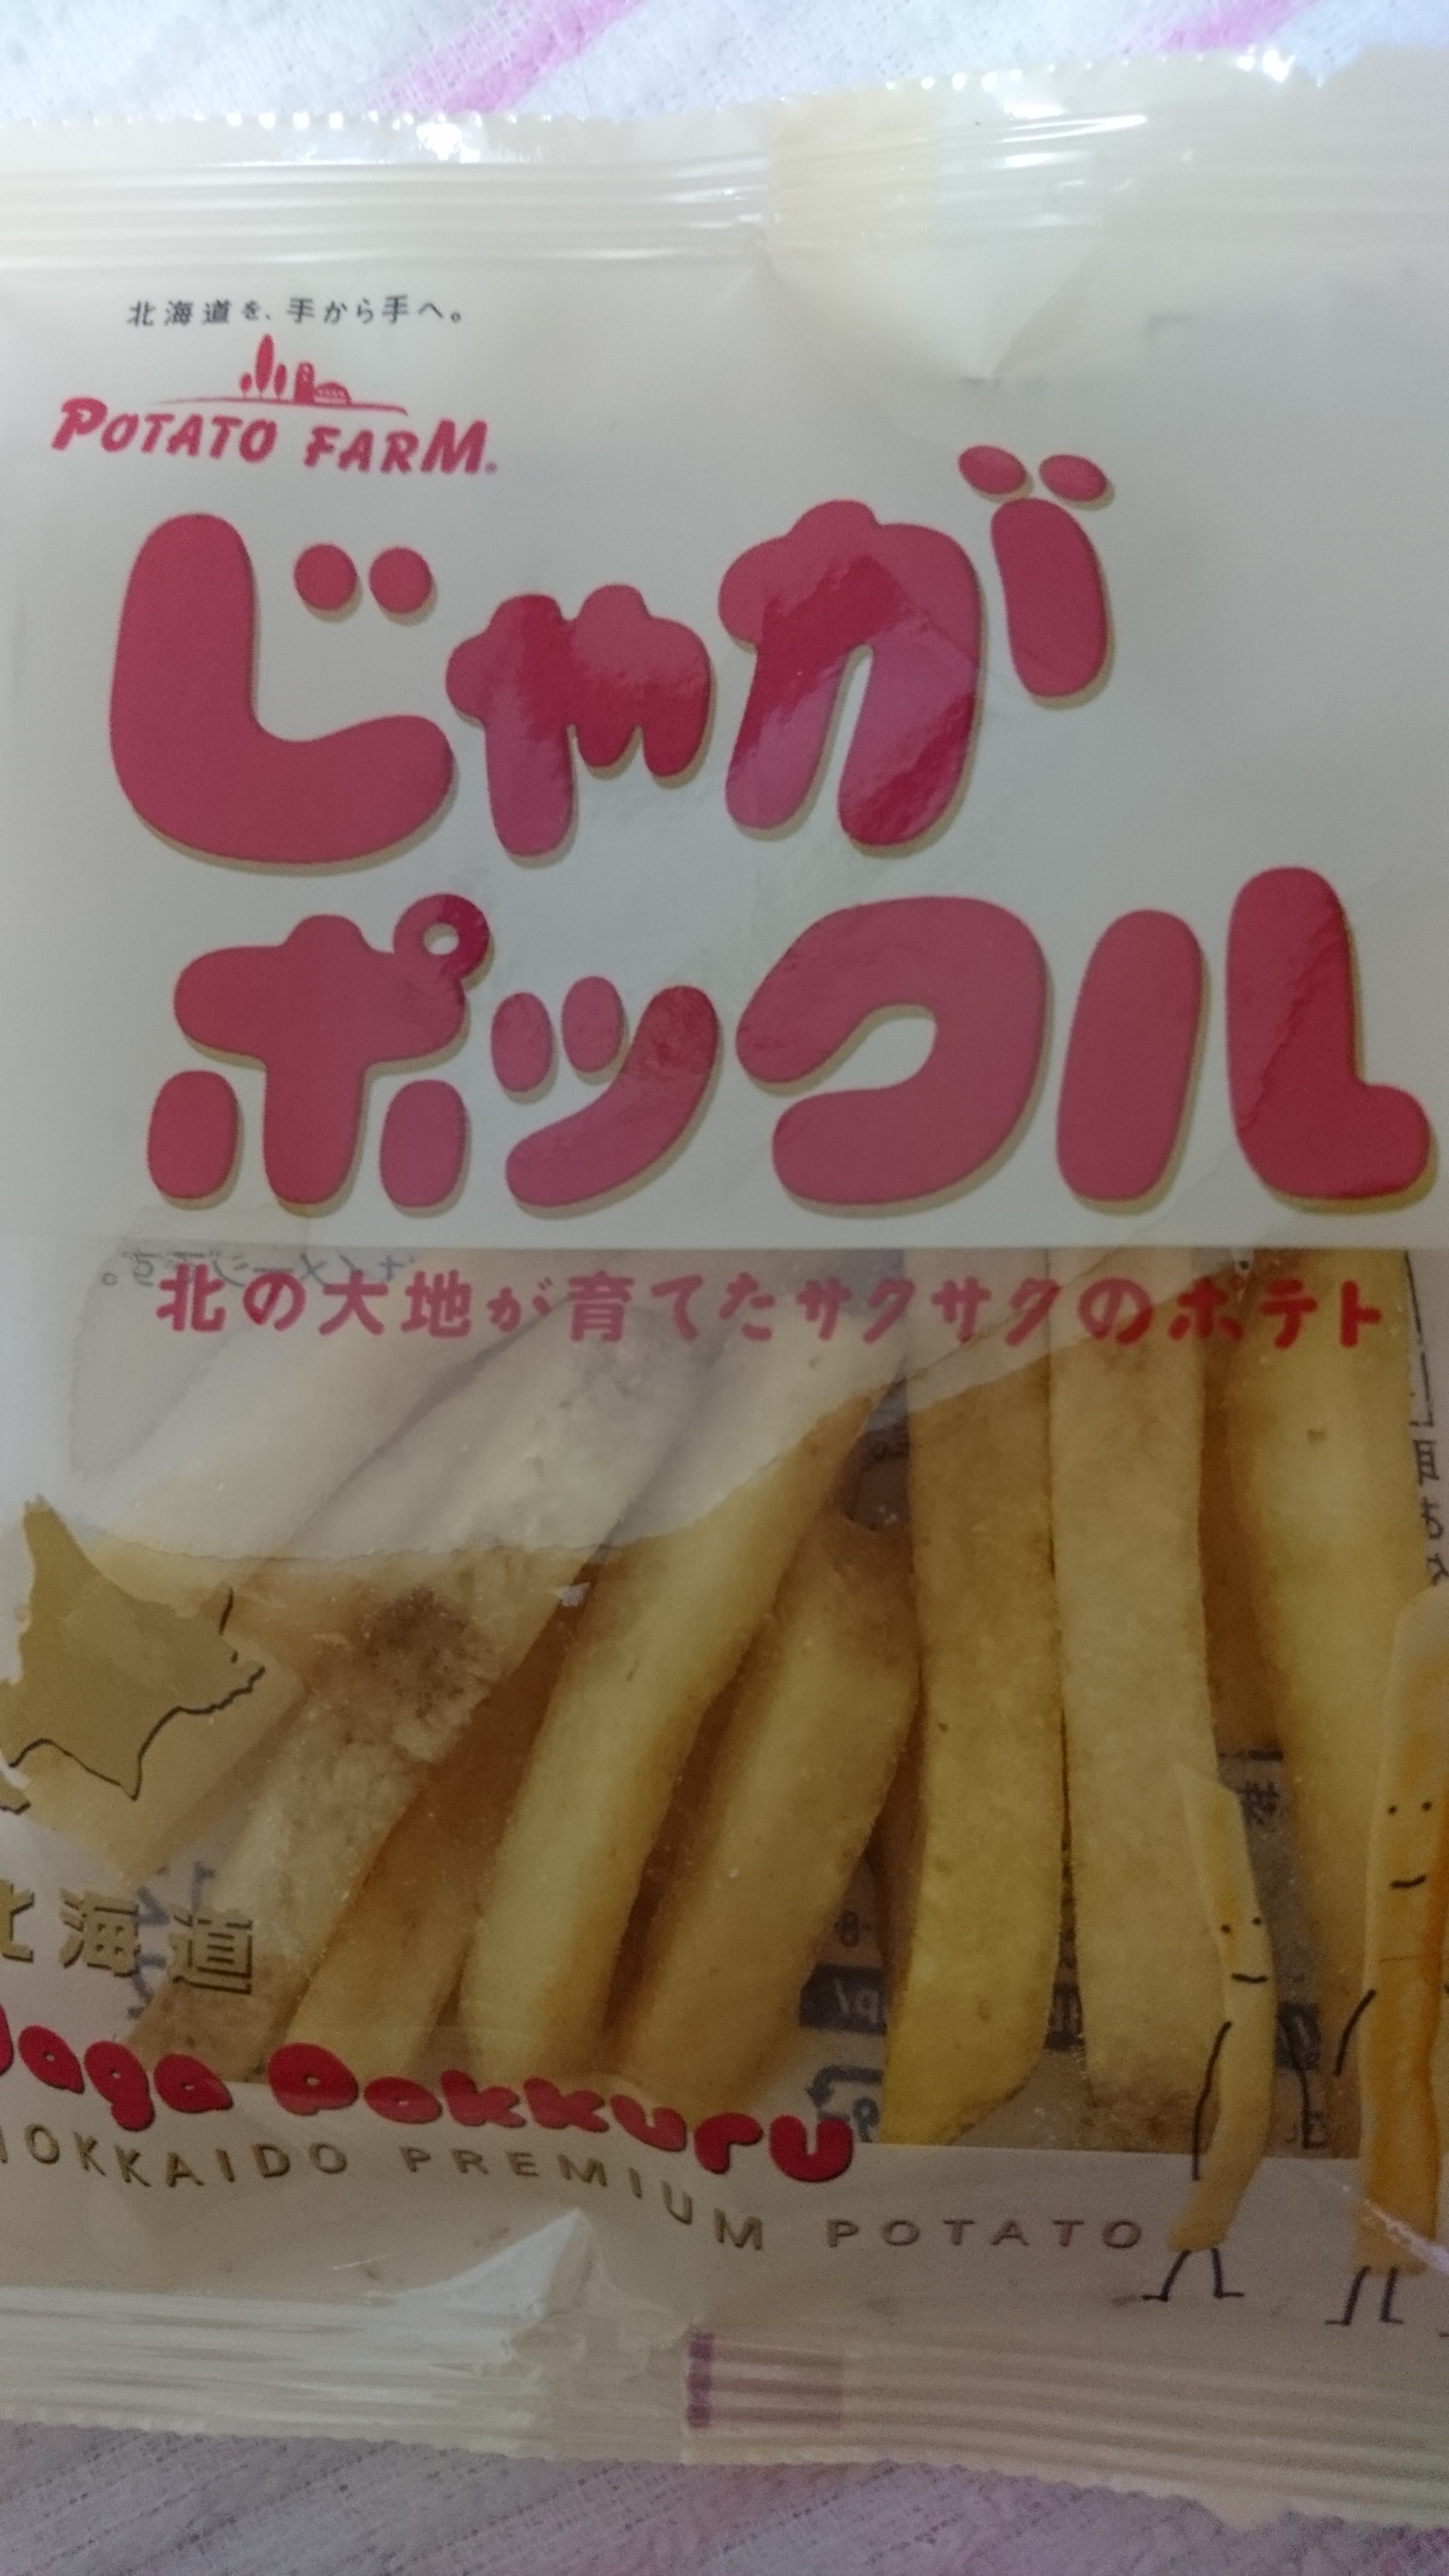 北海道を、手から手へ。
POTATO FARM®
じゃが
ポックル
北の大地が育てたサクサクのポテト
北海道
Jaga Pokkuru
HOKKAIDO PREMIUM POTATO